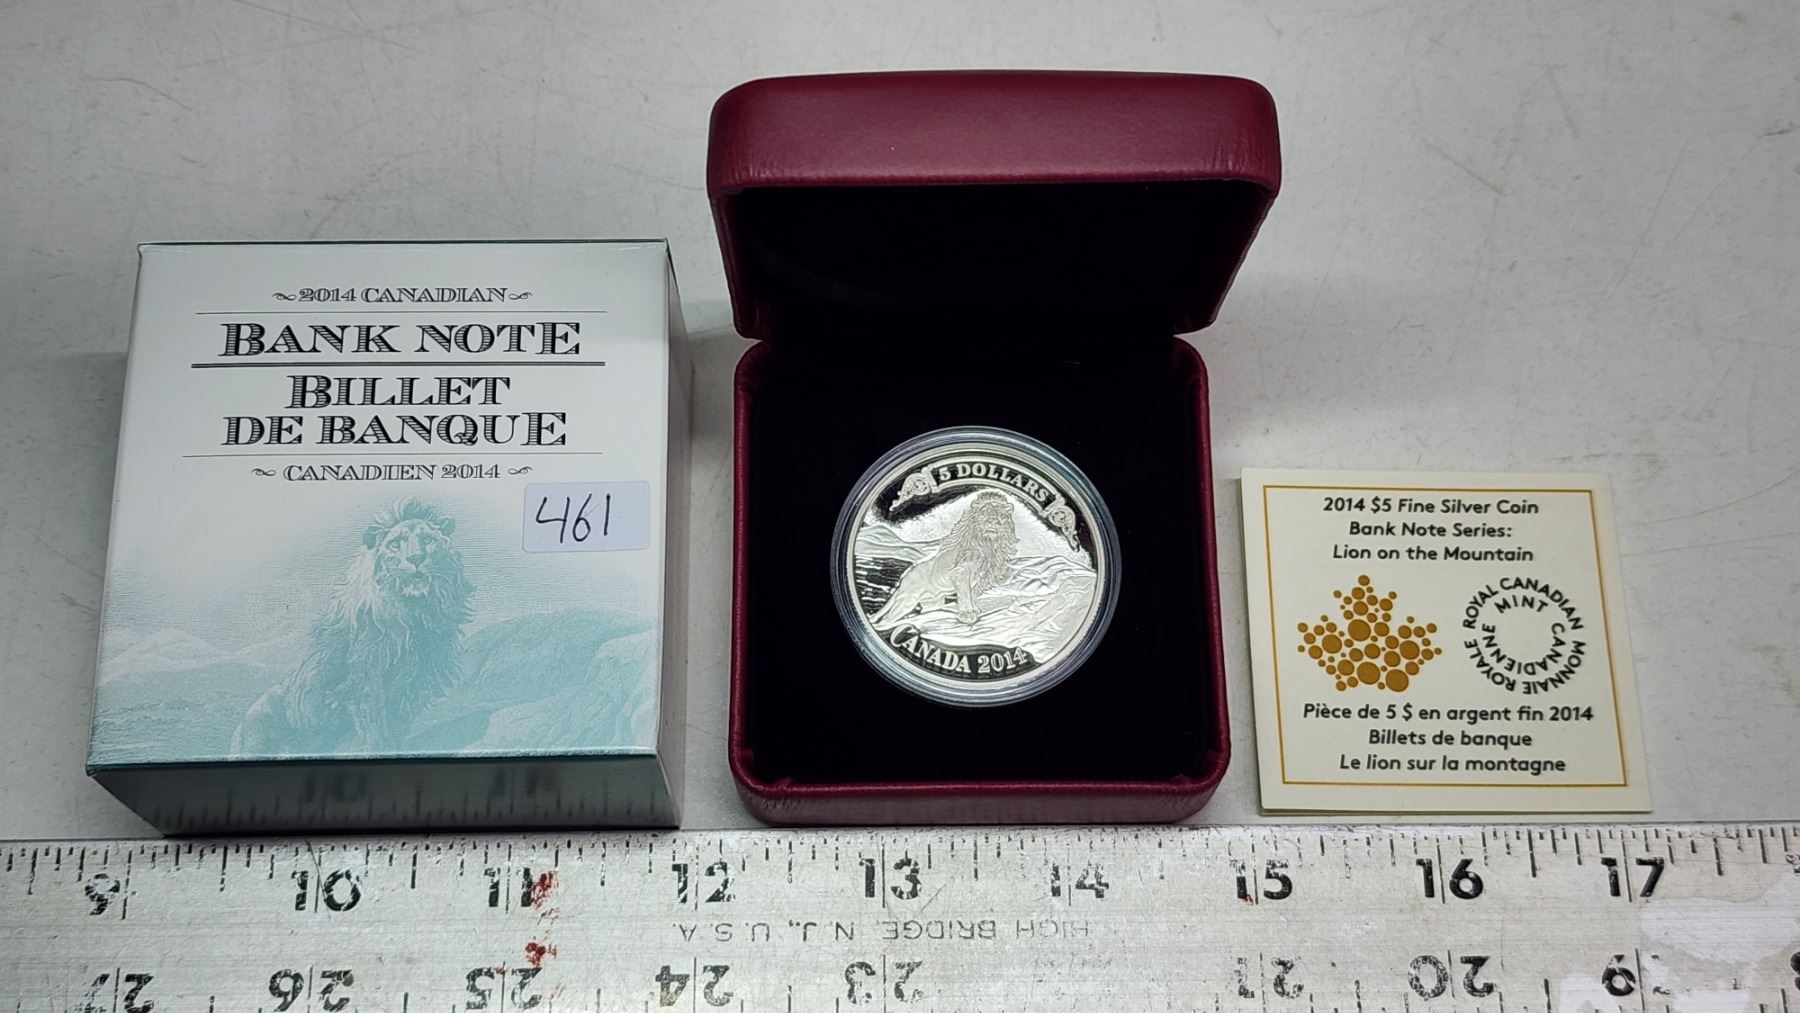 2014 CANADIAN
BANK NOTE
BILLET
DE BANQUE
CANADIEN 2014
461
5 DOLLARS
CANADA 2014
2014 $5 Fine Silver Coin
Bank Note Series:
Lion on the Mountain
ROYAL CANADIAN MINT
MONNAIE ROYALE CANADIENNE
Pièce de 5 $ en argent fin 2014
Billets de banque
Le lion sur la montagne
9 10 11 12 13 14 15 16 17
HIGH BRIDGE, N.J., U.S.A.
27 26 25 24 23 21 20